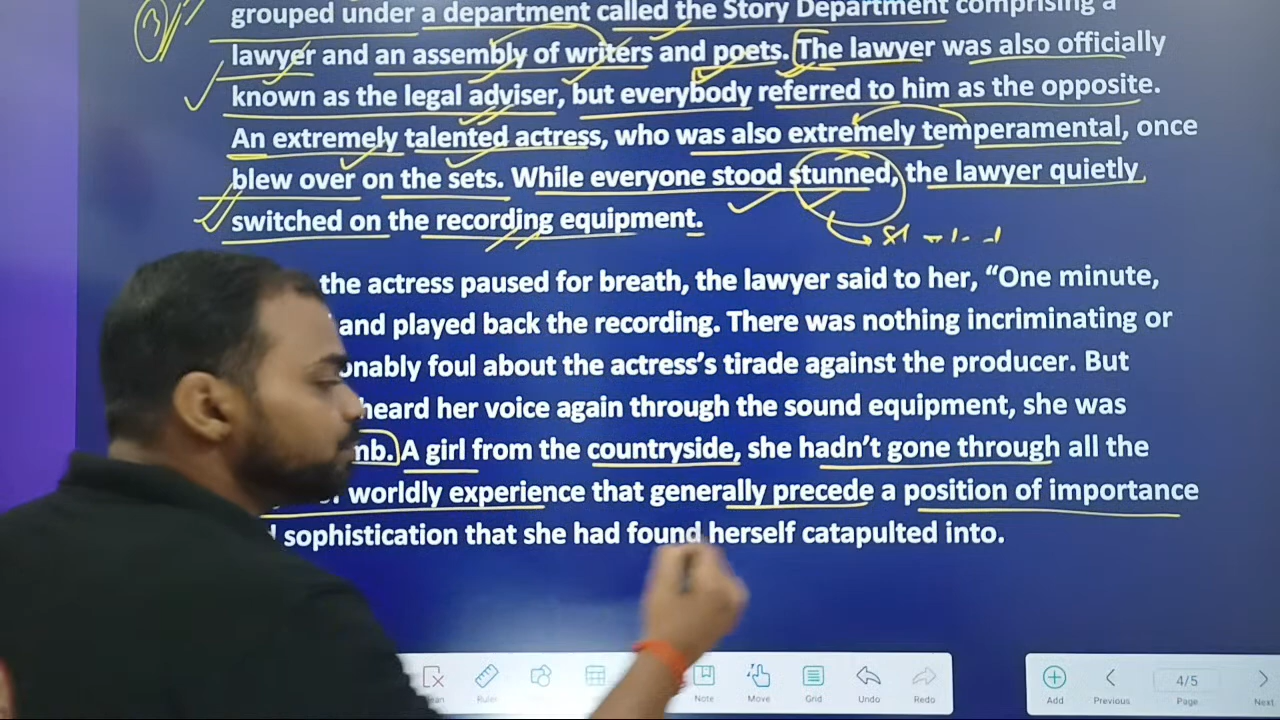 grouped under a department called the Story Department comprising a
lawyer and an assembly of writers and poets. The lawyer was also officially
known as the legal adviser, but everybody referred to him as the opposite.
An extremely talented actress, who was also extremely temperamental, once
blew over on the sets. While everyone stood stunned, the lawyer quietly
switched on the recording equipment.
the actress paused for breath, the lawyer said to her, “One minute,
and played back the recording. There was nothing incriminating or
foul about the actress’s tirade against the producer. But
heard her voice again through the sound equipment, she was
A girl from the countryside, she hadn’t gone through all the
worldly experience that generally precede a position of importance
sophistication that she had found herself catapulted into.
Ruler
Note
Move
Grid
Undo
Redo
Add
Previous
4/5
Page
Next